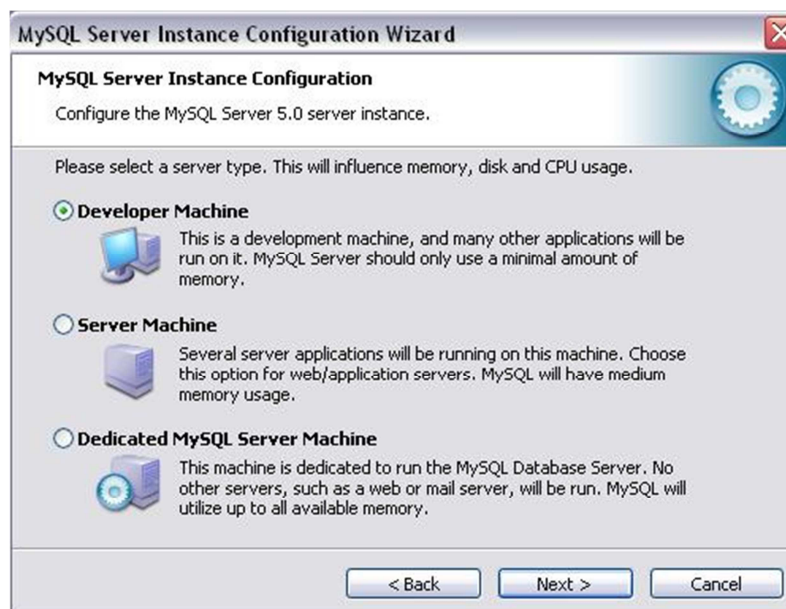 MySQL Server Instance Configuration Wizard
MySQL Server Instance Configuration
Configure the MySQL Server 5.0 server instance.
Please select a server type. This will influence memory, disk and CPU usage.
Developer Machine
This is a development machine, and many other applications will be
run on it. MySQL Server should only use a minimal amount of
memory.
Server Machine
Several server applications will be running on this machine. Choose
this option for web/application servers. MySQL will have medium
memory usage.
Dedicated MySQL Server Machine
This machine is dedicated to run the MySQL Database Server. No
other servers, such as a web or mail server, will be run. MySQL will
utilize up to all available memory.
< Back Next > Cancel